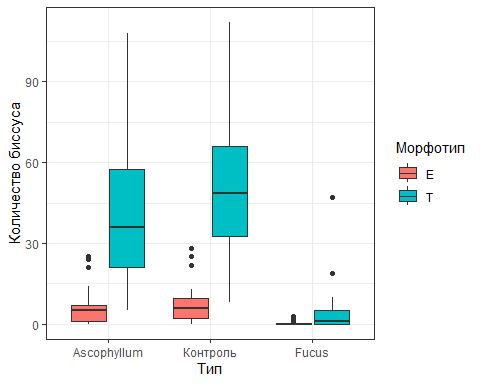 Количество биссуса
90
60
30
0
Ascophyllum Контроль Fucus
Тип
Морфотип
E
T